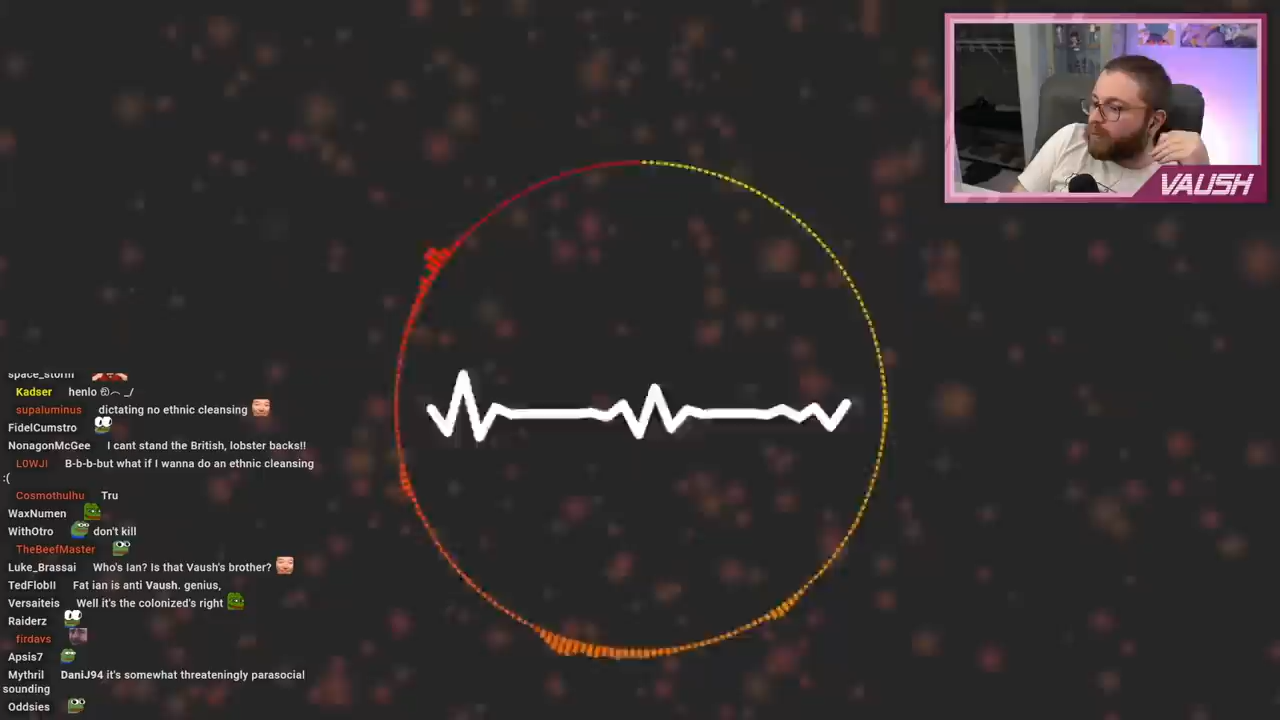 VAUSH
space_storm
Kadser henlo
supaluminus dictating no ethnic cleansing
FidelCumstro
NonagonMcGee I cant stand the British, lobster backs!!
L0WJ! B-b-b-but what if I wanna do an ethnic cleansing
:(
Cosmothulhu Tru
WaxNumen
WithOtro don't kill
TheBeefMaster
Luke_Brassai Who's Ian? Is that Vaush's brother?
Fat ian is anti Vaush. genius,
Versaiteis Well it's the colonized's right
Raiderz
firdavs
Apsis7
Mythril DaniJ94 it's somewhat threateningly parasocial
sounding
Oddsies